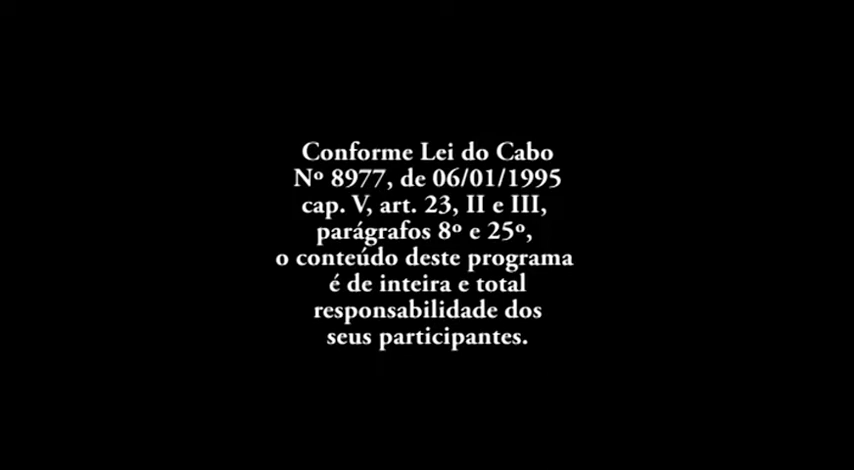 Conforme Lei do Cabo
Nº 8977, de 06/01/1995
cap. V, art. 23, II e III,
parágrafos 8º e 25º,
o conteúdo deste programa
é de inteira e total
responsabilidade dos
seus participantes.